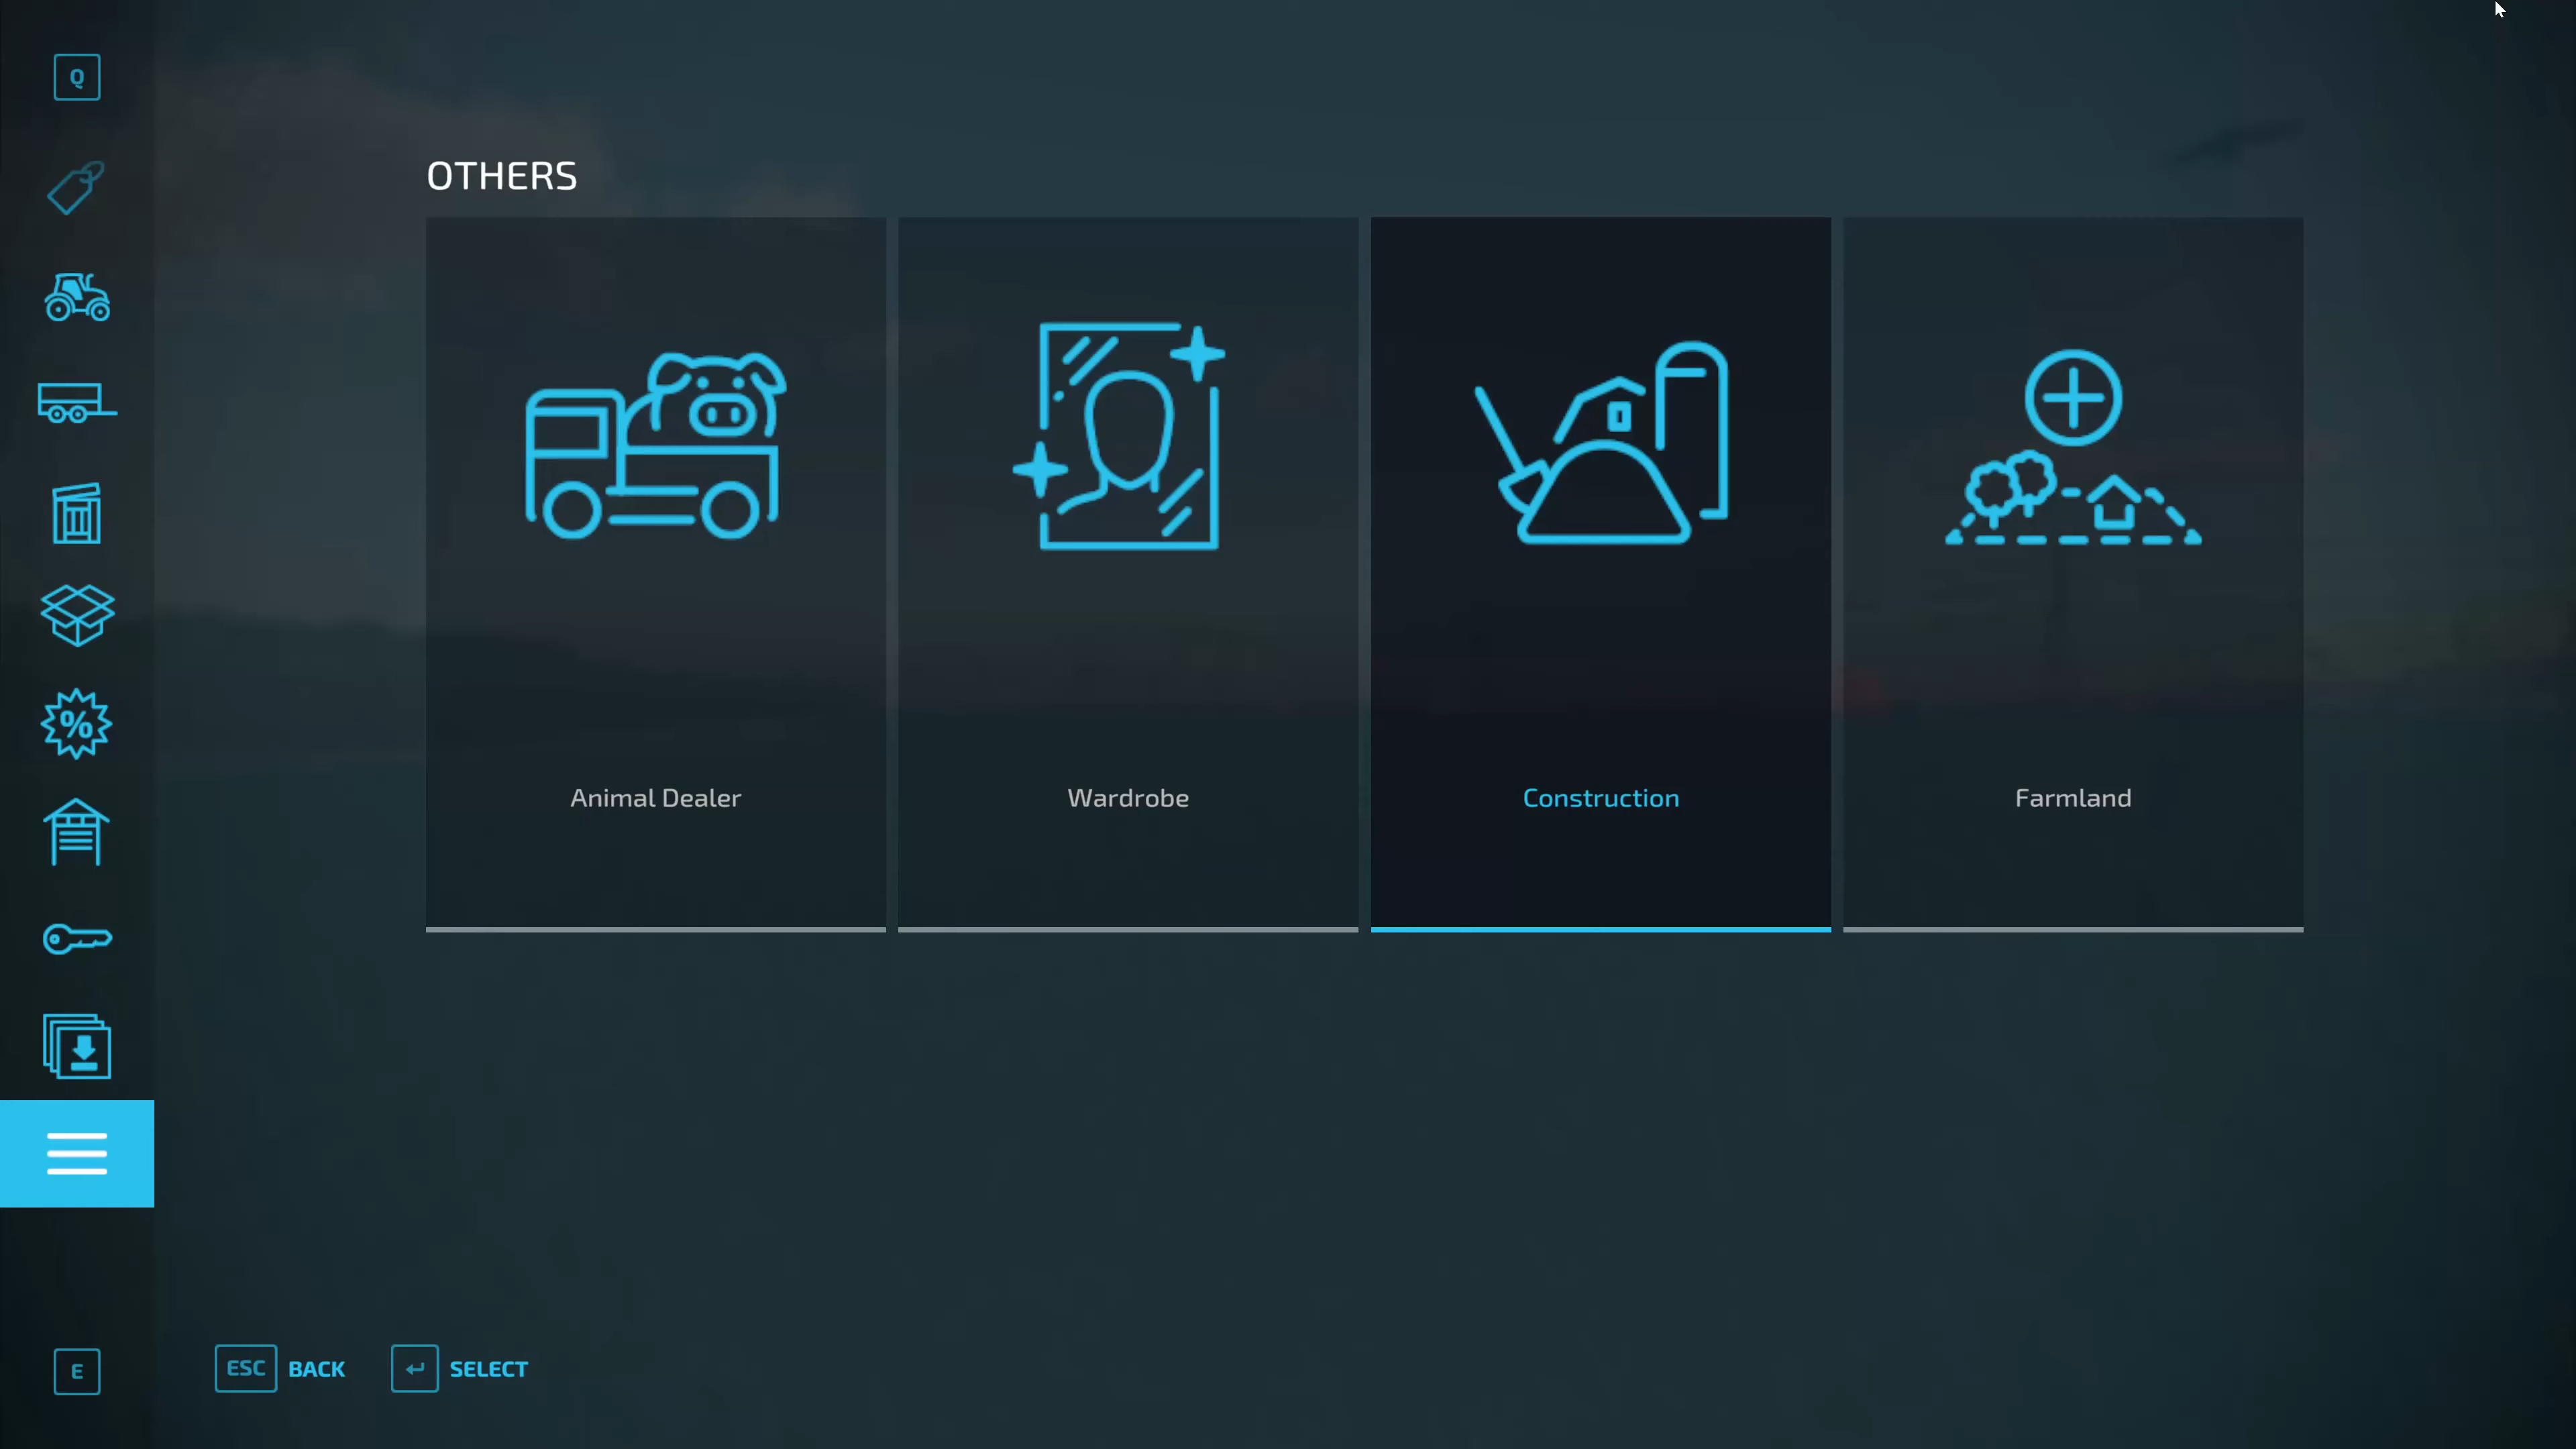 Q
OTHERS
Animal Dealer
Wardrobe
Construction
Farmland
%
E
ESC BACK
SELECT